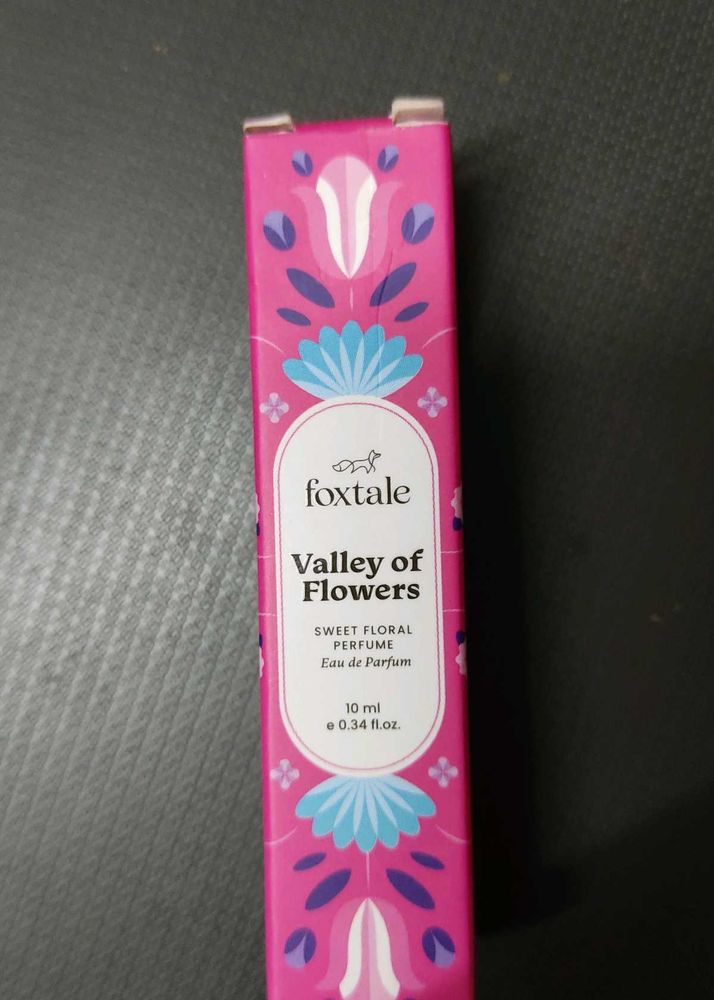 foxtale
Valley of
Flowers
SWEET FLORAL
PERFUME
Eau de Parfum
10 ml
e 0.34 fl.oz.